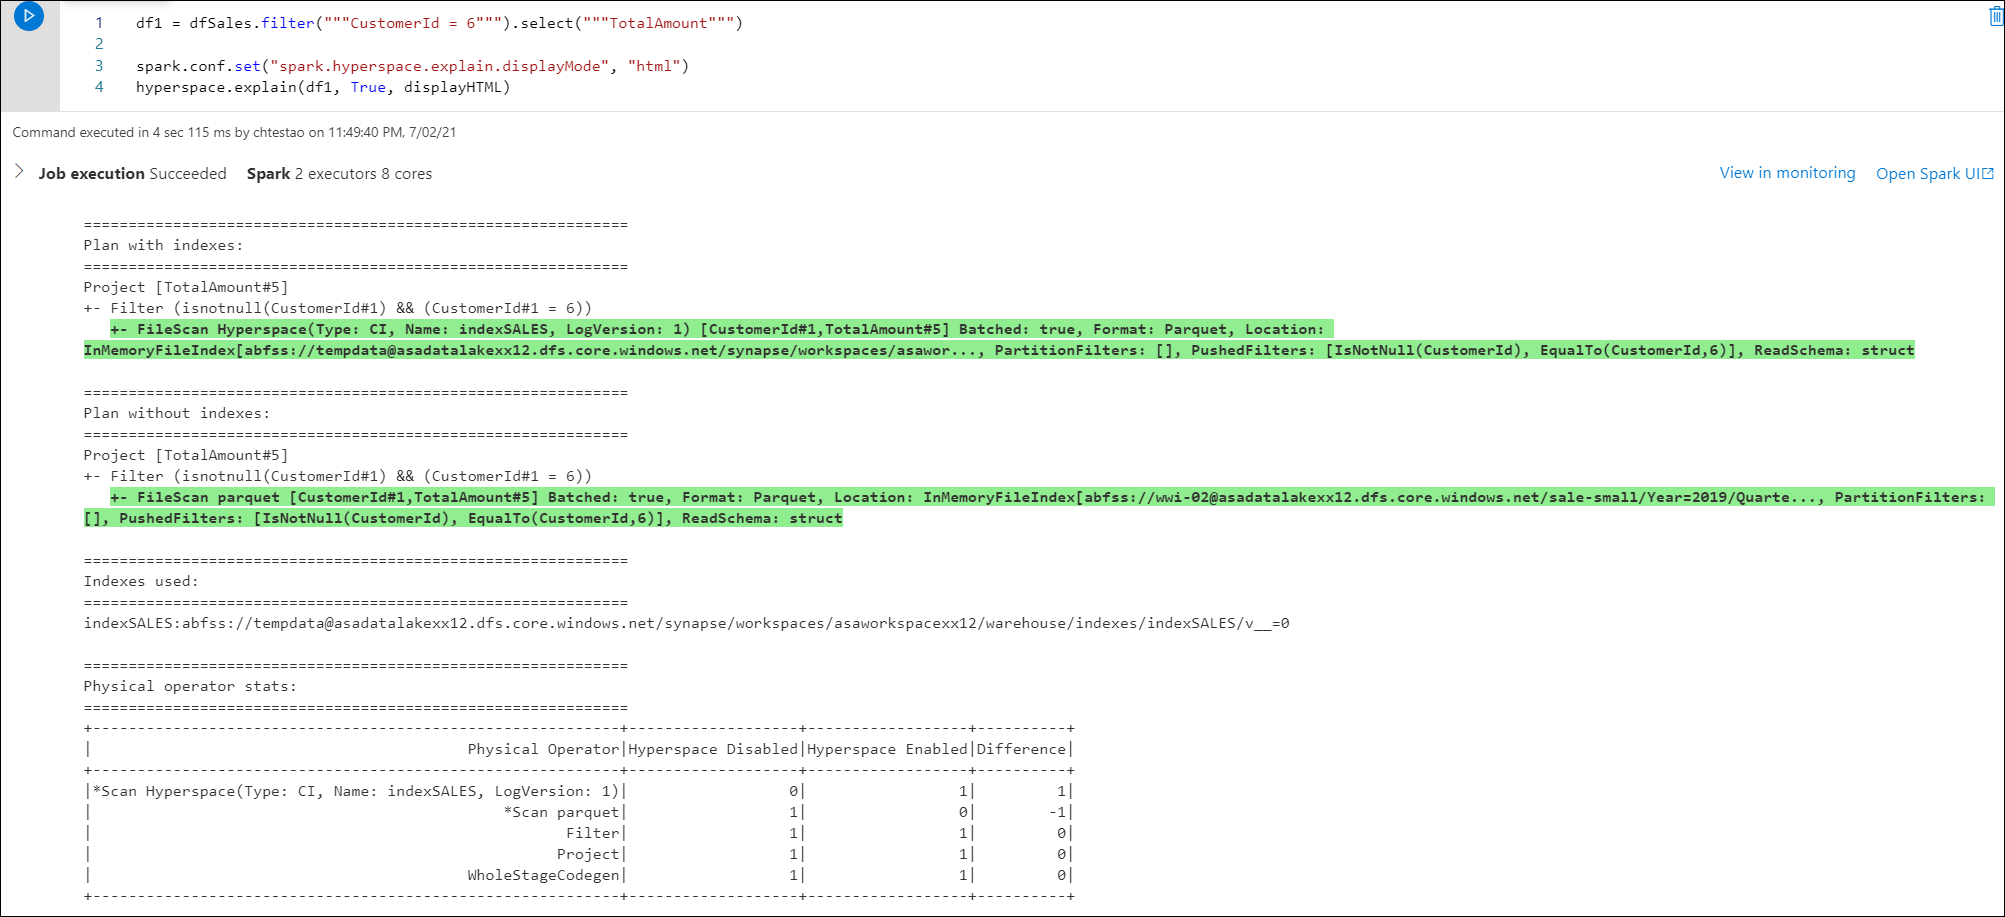 1 df1 = dfSales.filter("""CustomerId = 6""").select("""TotalAmount""")
2
3 spark.conf.set("spark.hyperspace.explain.displayMode", "html")
4 hyperspace.explain(df1, True, displayHTML)
Command executed in 4 sec 115 ms by chtestao on 11:49:40 PM, 7/02/21
Job execution Succeeded Spark 2 executors 8 cores View in monitoring Open Spark UI
=============================================================
Plan with indexes:
=============================================================
Project [TotalAmount#5]
+- Filter (isnotnull(CustomerId#1) && (CustomerId#1 = 6))
   +- FileScan Hyperspace(Type: CI, Name: indexSALES, LogVersion: 1) [CustomerId#1,TotalAmount#5] Batched: true, Format: Parquet, Location:
InMemoryFileIndex[abfss://tempdata@asadatalakexx12.dfs.core.windows.net/synapse/workspaces/asawor..., PartitionFilters: [], PushedFilters: [IsNotNull(CustomerId), EqualTo(CustomerId,6)], ReadSchema: struct
=============================================================
Plan without indexes:
=============================================================
Project [TotalAmount#5]
+- Filter (isnotnull(CustomerId#1) && (CustomerId#1 = 6))
   +- FileScan parquet [CustomerId#1,TotalAmount#5] Batched: true, Format: Parquet, Location: InMemoryFileIndex[abfss://wwi-02@asadatalakexx12.dfs.core.windows.net/sale-small/Year=2019/Quarte..., PartitionFilters:
[], PushedFilters: [IsNotNull(CustomerId), EqualTo(CustomerId,6)], ReadSchema: struct
=============================================================
Indexes used:
=============================================================
indexSALES:abfss://tempdata@asadatalakexx12.dfs.core.windows.net/synapse/workspaces/asaworkspacexx12/warehouse/indexes/indexSALES/v__=0
=============================================================
Physical operator stats:
=============================================================
+-----------------------------------------------------------+-------------------+------------------+----------+
|                                          Physical Operator|Hyperspace Disabled|Hyperspace Enabled|Difference|
+-----------------------------------------------------------+-------------------+------------------+----------+
|*Scan Hyperspace(Type: CI, Name: indexSALES, LogVersion: 1)|                  0|                 1|         1|
|                                              *Scan parquet|                  1|                 0|        -1|
|                                                     Filter|                  1|                 1|         0|
|                                                    Project|                  1|                 1|         0|
|                                          WholeStageCodegen|                  1|                 1|         0|
+-----------------------------------------------------------+-------------------+------------------+----------+